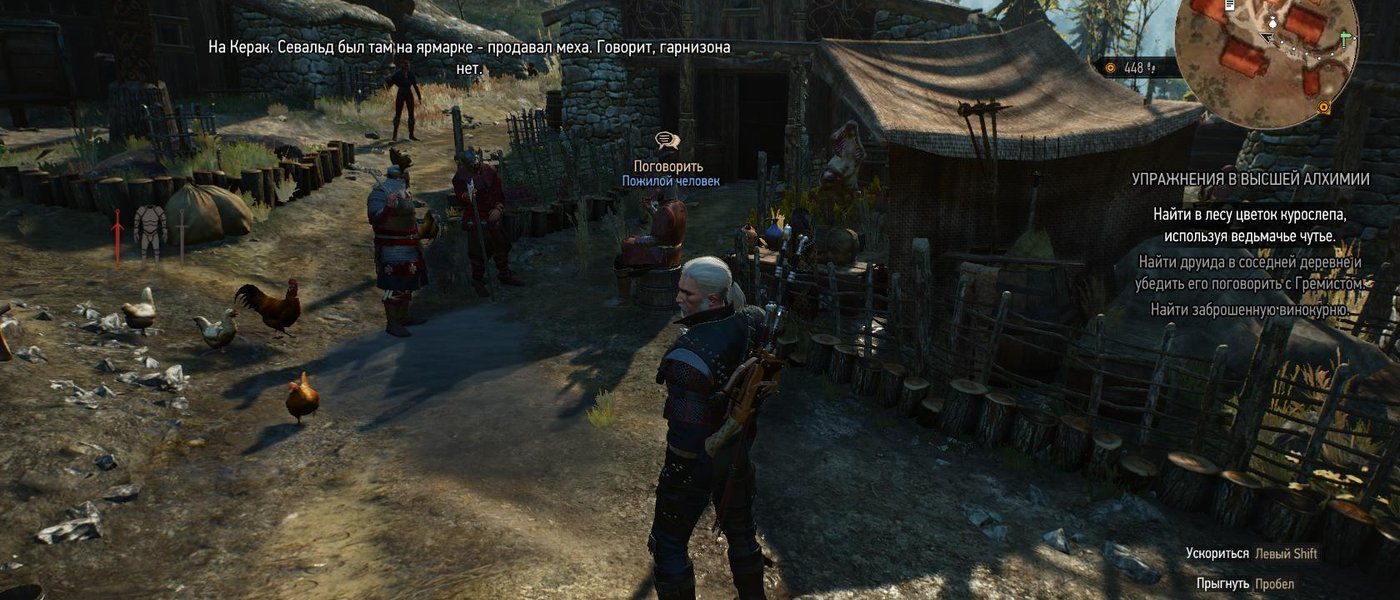 На Керак. Севальд был там на ярмарке - продавал меха. Говорит, гарнизона
нет.
448
Поговорить
Пожилой человек
УПРАЖНЕНИЯ В ВЫСШЕЙ АЛХИМИИ
Найти в лесу цветок курослепа,
используя ведьмачье чутье.
Найти друида в соседней деревне и
убедить его поговорить с Гремистом.
Найти заброшенную винокурню.
Ускориться Левый Shift
Прыгнуть Пробел